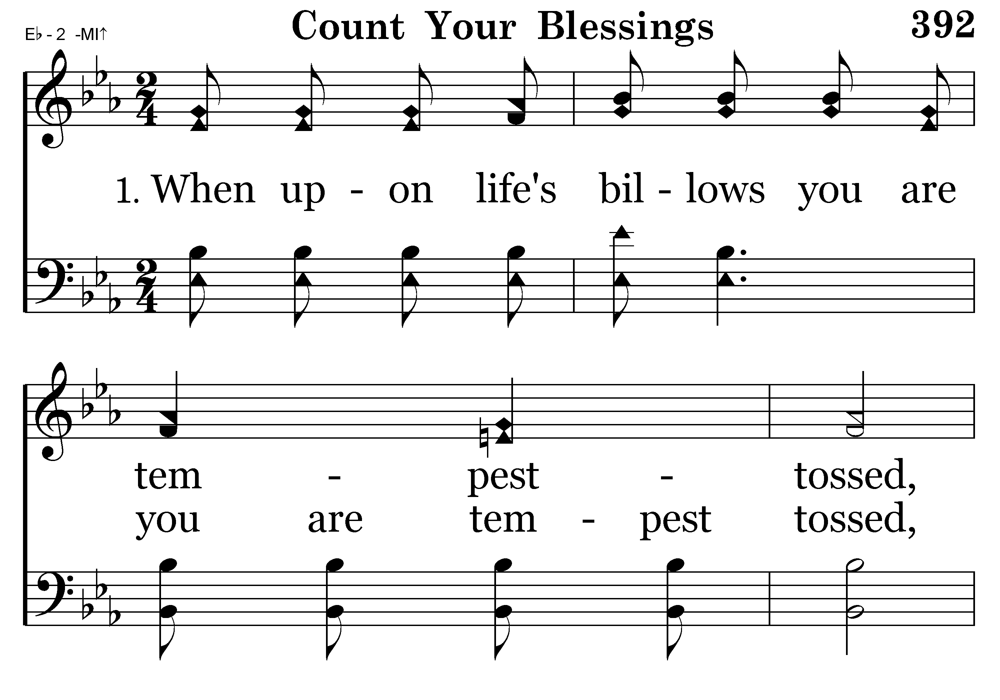 E♭ - 2 -MI↑ Count Your Blessings 392
1. When up - on life's bil - lows you are
tem - pest - tossed,
you are tem - pest tossed,